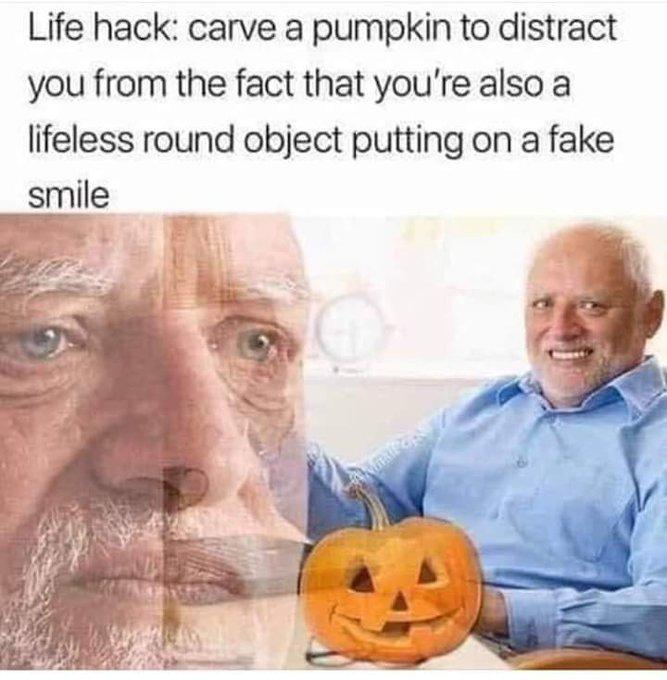 Life hack: carve a pumpkin to distract
you from the fact that you're also a
lifeless round object putting on a fake
smile